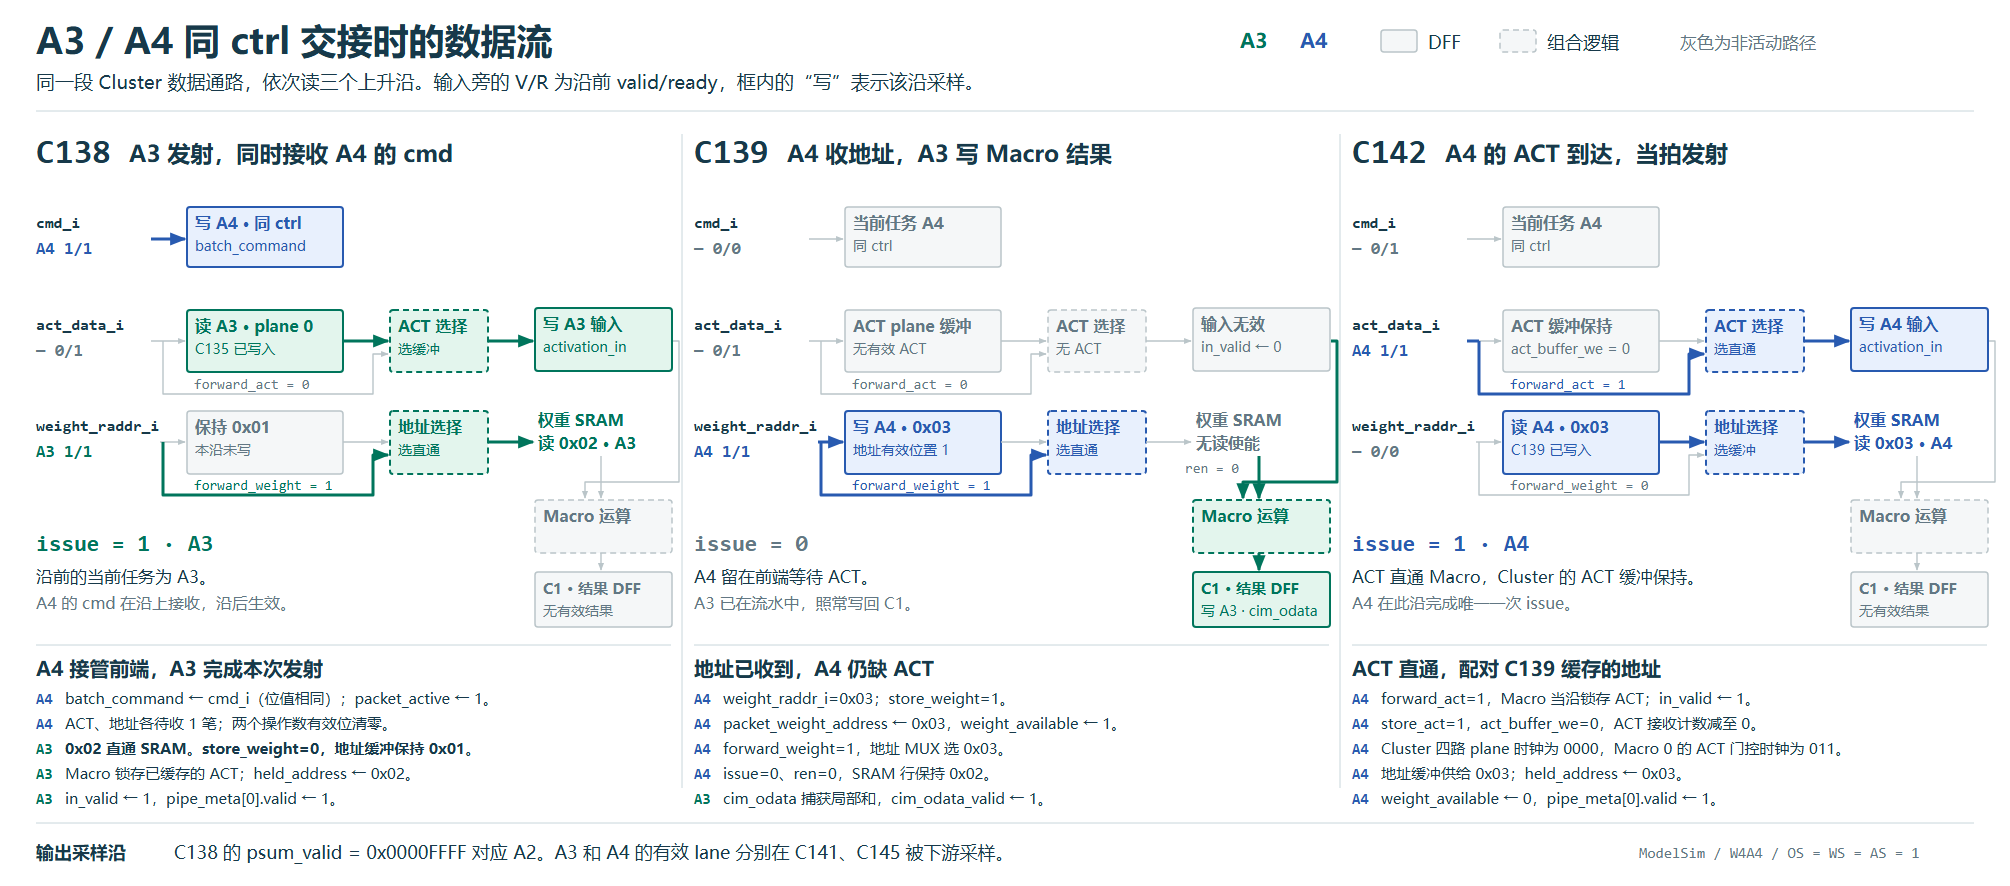 A3 / A4 同 ctrl 交接时的数据流
A3 A4 DFF 组合逻辑 灰色为非活动路径
同一段 Cluster 数据通路，依次读三个上升沿。输入旁的 V/R 为沿前 valid/ready，框内的“写”表示该沿采样。
C138 A3 发射，同时接收 A4 的 cmd
cmd_i
A4 1/1
写 A4 • 同 ctrl
batch_command
act_data_i
— 0/1
读 A3 • plane 0
C135 已写入
ACT 选择
选缓冲
写 A3 输入
activation_in
forward_act = 0
weight_raddr_i
A3 1/1
保持 0x01
本沿未写
地址选择
选直通
权重 SRAM
读 0x02 • A3
forward_weight = 1
Macro 运算
issue = 1 · A3
沿前的当前任务为 A3。
A4 的 cmd 在沿上接收，沿后生效。
C1 • 结果 DFF
无有效结果
A4 接管前端，A3 完成本次发射
A4 batch_command ← cmd_i（位值相同）；packet_active ← 1。
A4 ACT、地址各待收 1 笔；两个操作数有效位清零。
A3 0x02 直通 SRAM。store_weight=0，地址缓冲保持 0x01。
A3 Macro 锁存已缓存的 ACT；held_address ← 0x02。
A3 in_valid ← 1，pipe_meta[0].valid ← 1。
C139 A4 收地址，A3 写 Macro 结果
cmd_i
— 0/0
当前任务 A4
同 ctrl
act_data_i
— 0/1
ACT plane 缓冲
无有效 ACT
ACT 选择
无 ACT
输入无效
in_valid ← 0
forward_act = 0
weight_raddr_i
A4 1/1
写 A4 • 0x03
地址有效位置 1
地址选择
选直通
权重 SRAM
无读使能
ren = 0
forward_weight = 1
Macro 运算
issue = 0
A4 留在前端等待 ACT。
A3 已在流水中，照常写回 C1。
C1 • 结果 DFF
写 A3 · cim_odata
地址已收到，A4 仍缺 ACT
A4 weight_raddr_i=0x03；store_weight=1。
A4 packet_weight_address ← 0x03，weight_available ← 1。
A4 forward_weight=1，地址 MUX 选 0x03。
A4 issue=0、ren=0，SRAM 行保持 0x02。
A3 cim_odata 捕获局部和，cim_odata_valid ← 1。
C142 A4 的 ACT 到达，当拍发射
cmd_i
— 0/1
当前任务 A4
同 ctrl
act_data_i
A4 1/1
ACT 缓冲保持
act_buffer_we = 0
ACT 选择
选直通
写 A4 输入
activation_in
forward_act = 1
weight_raddr_i
— 0/0
读 A4 • 0x03
C139 已写入
地址选择
选缓冲
权重 SRAM
读 0x03 • A4
forward_weight = 0
Macro 运算
issue = 1 · A4
ACT 直通 Macro，Cluster 的 ACT 缓冲保持。
A4 在此沿完成唯一一次 issue。
C1 • 结果 DFF
无有效结果
ACT 直通，配对 C139 缓存的地址
A4 forward_act=1，Macro 当沿锁存 ACT；in_valid ← 1。
A4 store_act=1，act_buffer_we=0，ACT 接收计数减至 0。
A4 Cluster 四路 plane 时钟为 0000，Macro 0 的 ACT 门控时钟为 011。
A4 地址缓冲供给 0x03；held_address ← 0x03。
A4 weight_available ← 0，pipe_meta[0].valid ← 1。
输出采样沿 C138 的 psum_valid = 0x0000FFFF 对应 A2。A3 和 A4 的有效 lane 分别在 C141、C145 被下游采样。
ModelSim / W4A4 / OS = WS = AS = 1